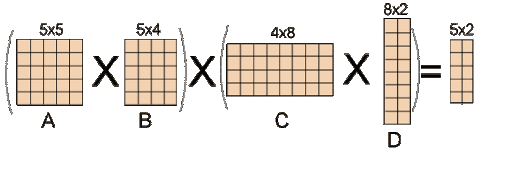 5x5 5x4 4x8 8x2 5x2
( X ) X ( X ) =
A B C D